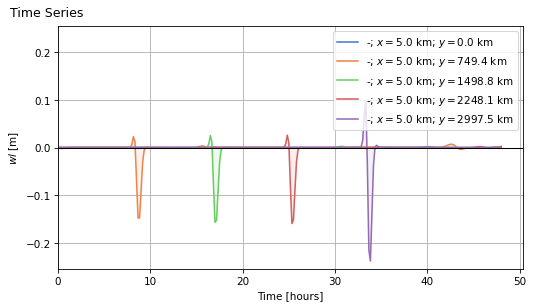 Time Series
wl [m]
0.2
0.1
0.0
−0.1
−0.2
-; x = 5.0 km; y = 0.0 km
-; x = 5.0 km; y = 749.4 km
-; x = 5.0 km; y = 1498.8 km
-; x = 5.0 km; y = 2248.1 km
-; x = 5.0 km; y = 2997.5 km
0 10 20 30 40 50
Time [hours]